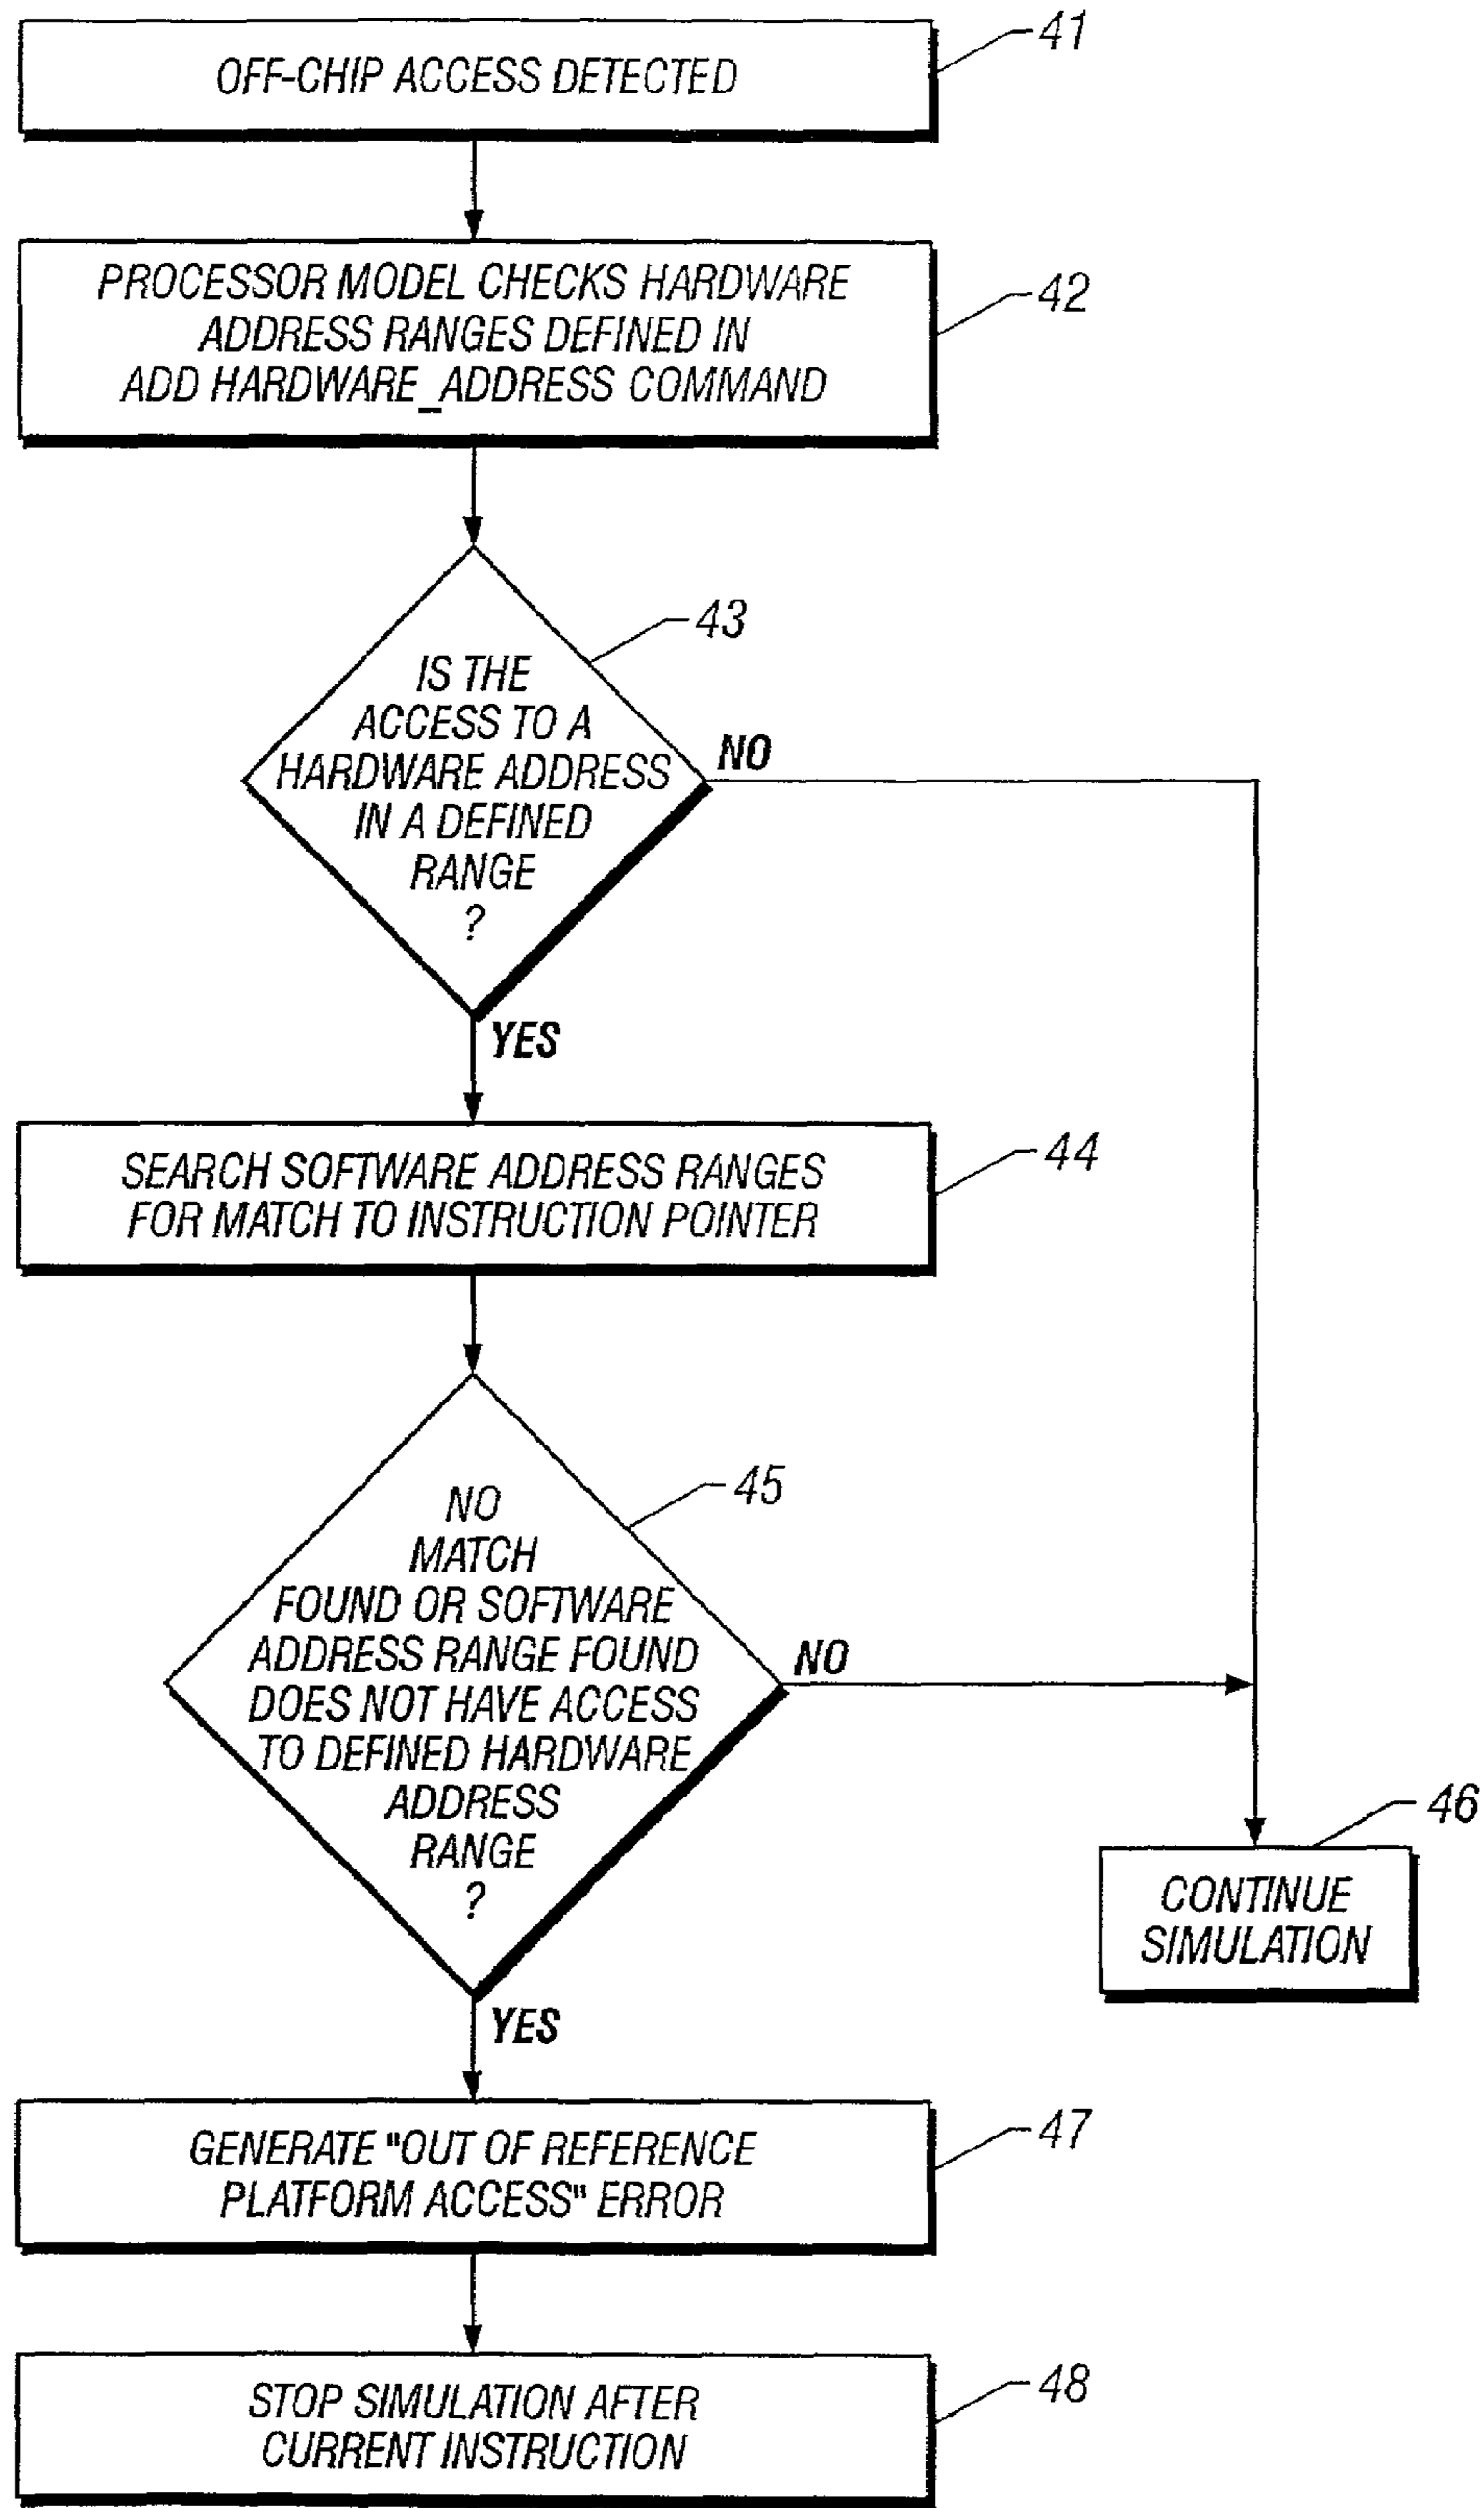 41
OFF-CHIP ACCESS DETECTED
42
PROCESSOR MODEL CHECKS HARDWARE
ADDRESS RANGES DEFINED IN
ADD HARDWARE_ADDRESS COMMAND
43
IS THE
ACCESS TO A
HARDWARE ADDRESS
IN A DEFINED
RANGE
?
NO
YES
44
SEARCH SOFTWARE ADDRESS RANGES
FOR MATCH TO INSTRUCTION POINTER
45
NO
MATCH
FOUND OR SOFTWARE
ADDRESS RANGE FOUND
DOES NOT HAVE ACCESS
TO DEFINED HARDWARE
ADDRESS
RANGE
?
NO
YES
46
CONTINUE
SIMULATION
47
GENERATE "OUT OF REFERENCE
PLATFORM ACCESS" ERROR
48
STOP SIMULATION AFTER
CURRENT INSTRUCTION